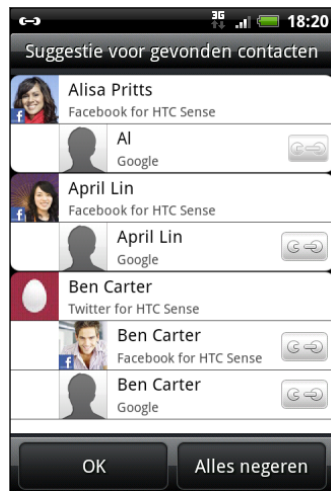 3G
18:20
Suggestie voor gevonden contacten
Alisa Pritts
Facebook for HTC Sense
Al
Google
April Lin
Facebook for HTC Sense
April Lin
Google
Ben Carter
Twitter for HTC Sense
Ben Carter
Facebook for HTC Sense
Ben Carter
Google
OK
Alles negeren